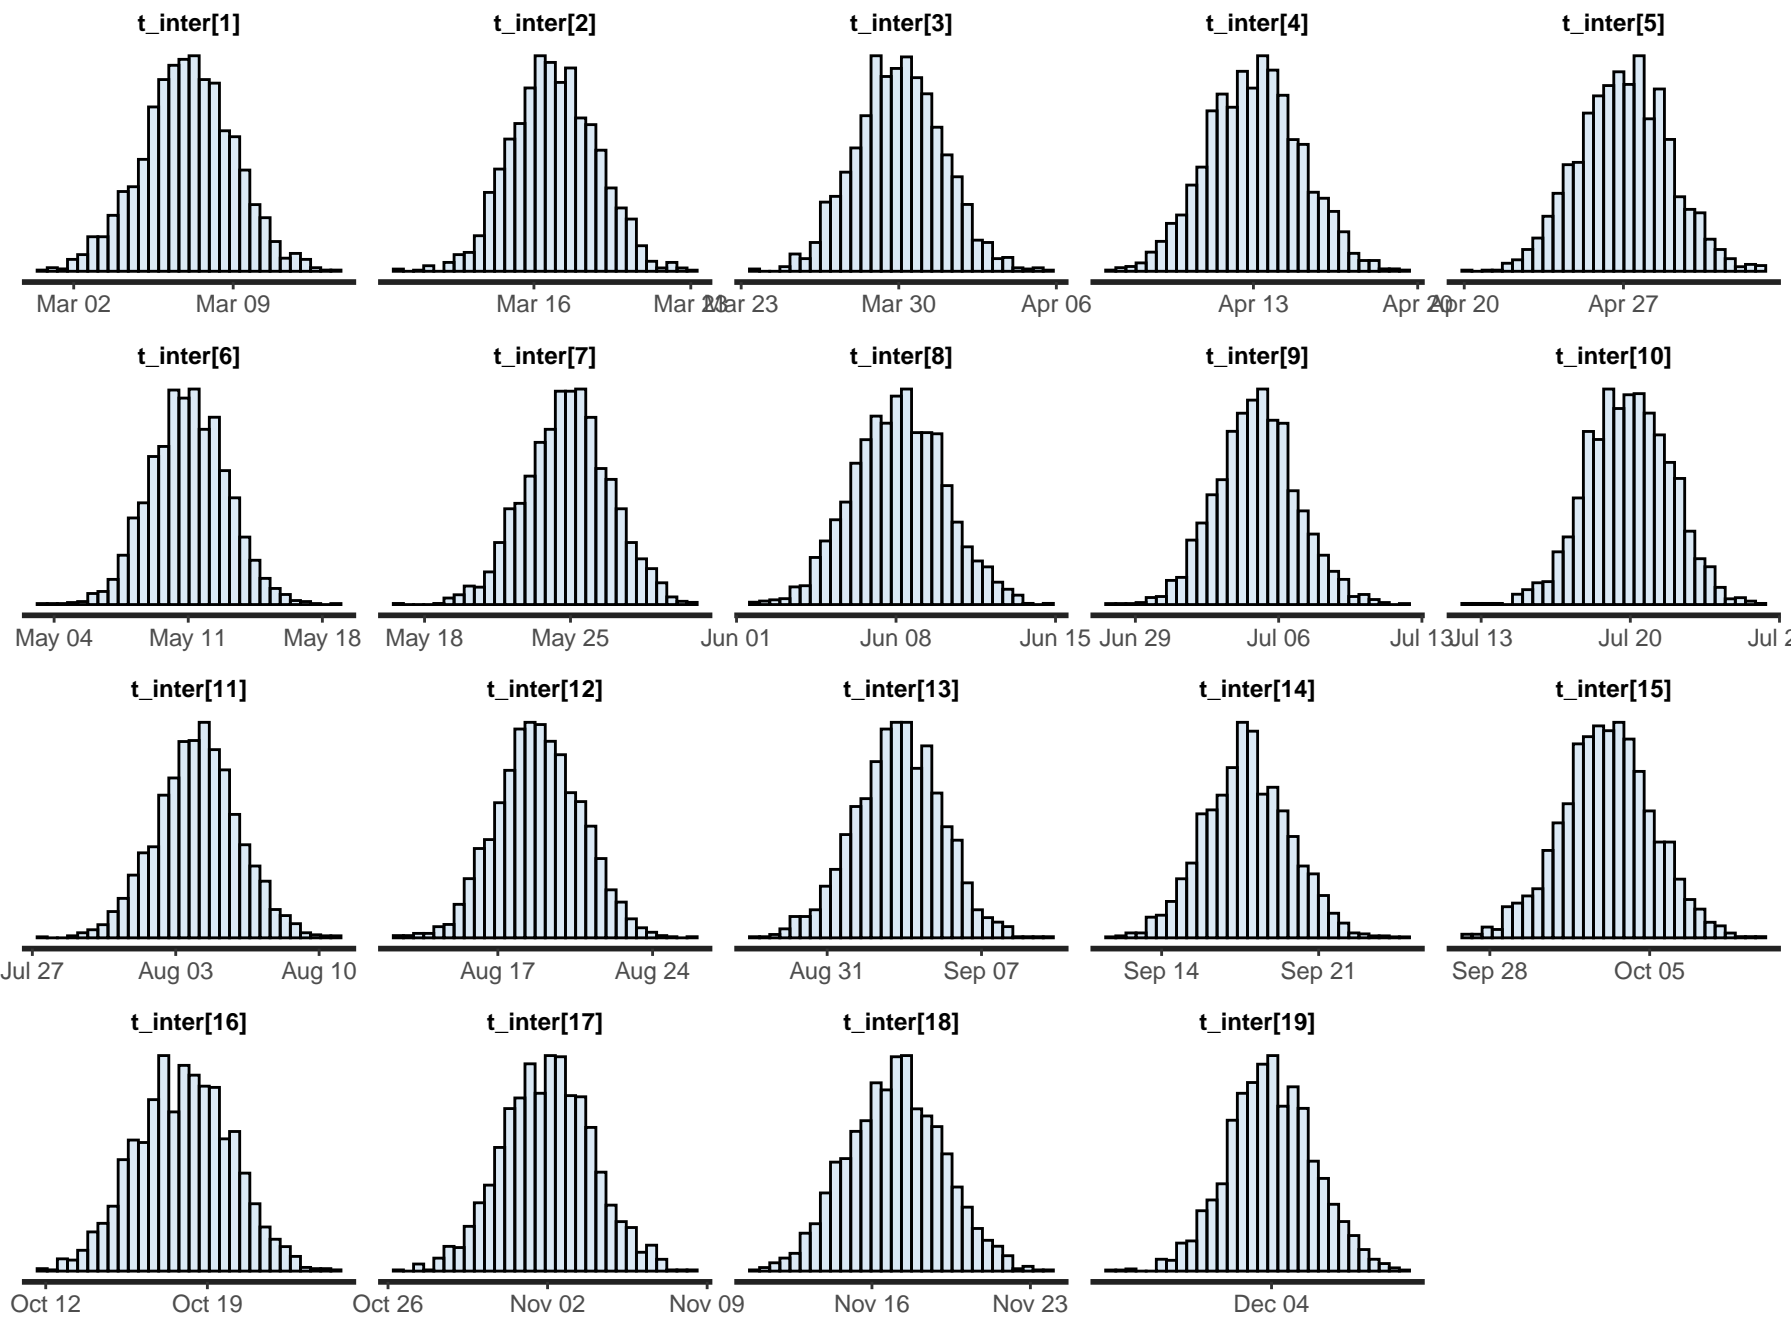 t_inter[1] t_inter[2] t_inter[3] t_inter[4] t_inter[5]
Mar 02 Mar 09 Mar 16 Mar 23 Mar 23 Mar 30 Apr 06 Apr 13 Apr 20 Apr 20 Apr 27
t_inter[6] t_inter[7] t_inter[8] t_inter[9] t_inter[10]
May 04 May 11 May 18 May 18 May 25 Jun 01 Jun 08 Jun 15 Jun 29 Jul 06 Jul 13 Jul 13 Jul 20 Jul 2
t_inter[11] t_inter[12] t_inter[13] t_inter[14] t_inter[15]
Jul 27 Aug 03 Aug 10 Aug 17 Aug 24 Aug 31 Sep 07 Sep 14 Sep 21 Sep 28 Oct 05
t_inter[16] t_inter[17] t_inter[18] t_inter[19]
Oct 12 Oct 19 Oct 26 Nov 02 Nov 09 Nov 16 Nov 23 Dec 04